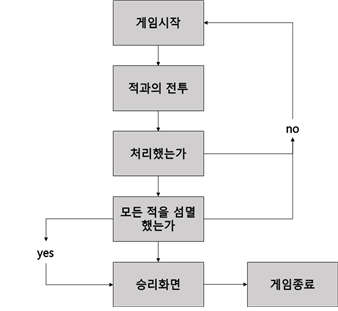 게임시작
적과의 전투
no
처리했는가
모든 적을 섬멸
했는가
yes
승리화면
게임종료